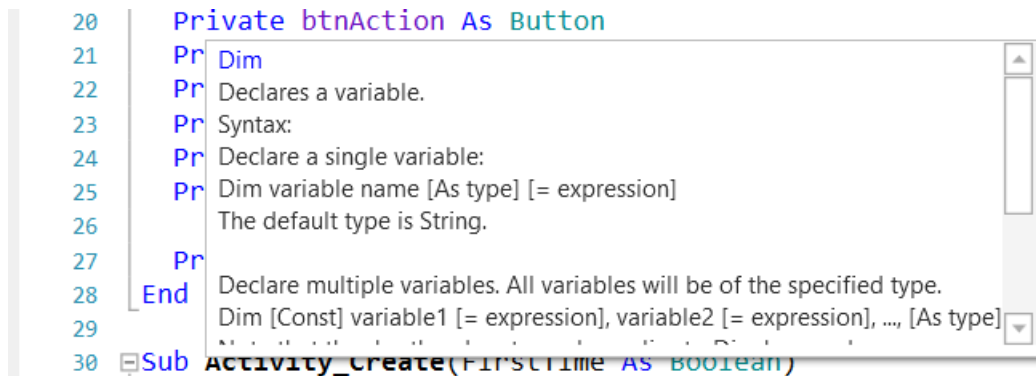 20 Private btnAction As Button
21 Pr
22 Pr
23 Pr
24 Pr
25 Pr
26
27 Pr
28 End
29
30 Sub Activity_Create(FirstTime As Boolean)
Dim
Declares a variable.
Syntax:
Declare a single variable:
Dim variable name [As type] [= expression]
The default type is String.
Declare multiple variables. All variables will be of the specified type.
Dim [Const] variable1 [= expression], variable2 [= expression], ..., [As type]